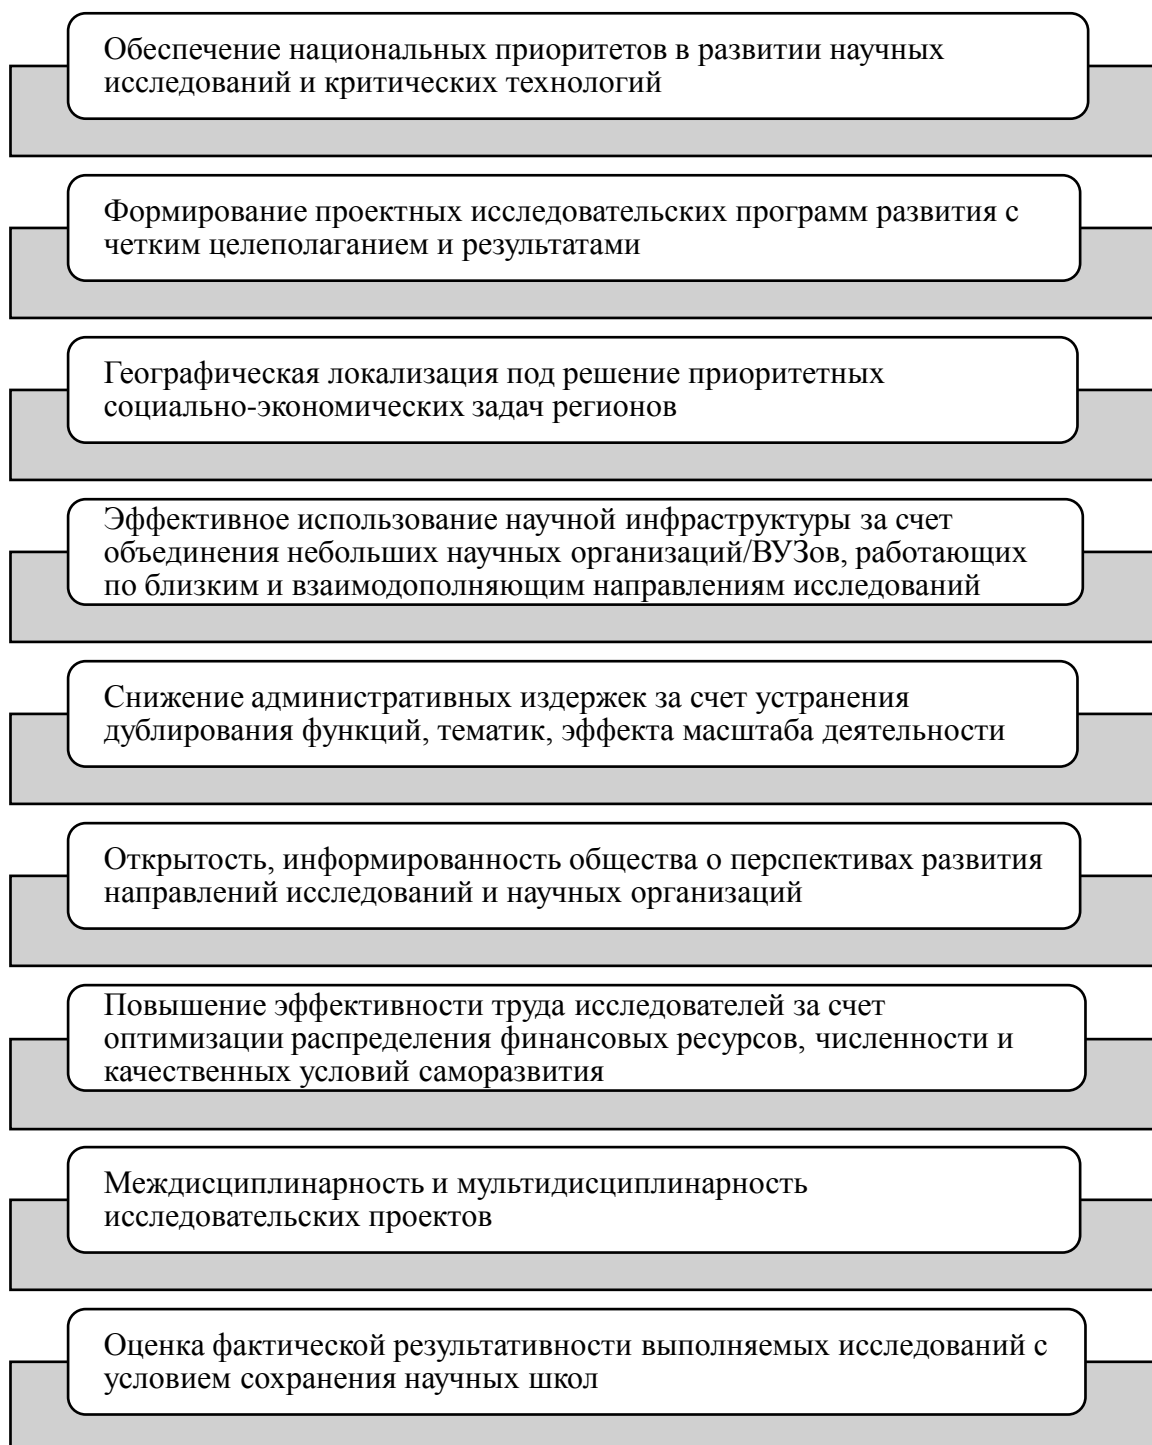 Обеспечение национальных приоритетов в развитии научных
исследований и критических технологий
Формирование проектных исследовательских программ развития с
четким целеполаганием и результатами
Географическая локализация под решение приоритетных
социально-экономических задач регионов
Эффективное использование научной инфраструктуры за счет
объединения небольших научных организаций/ВУЗов, работающих
по близким и взаимодополняющим направлениям исследований
Снижение административных издержек за счет устранения
дублирования функций, тематик, эффекта масштаба деятельности
Открытость, информированность общества о перспективах развития
направлений исследований и научных организаций
Повышение эффективности труда исследователей за счет
оптимизации распределения финансовых ресурсов, численности и
качественных условий саморазвития
Междисциплинарность и мультидисциплинарность
исследовательских проектов
Оценка фактической результативности выполняемых исследований с
условием сохранения научных школ